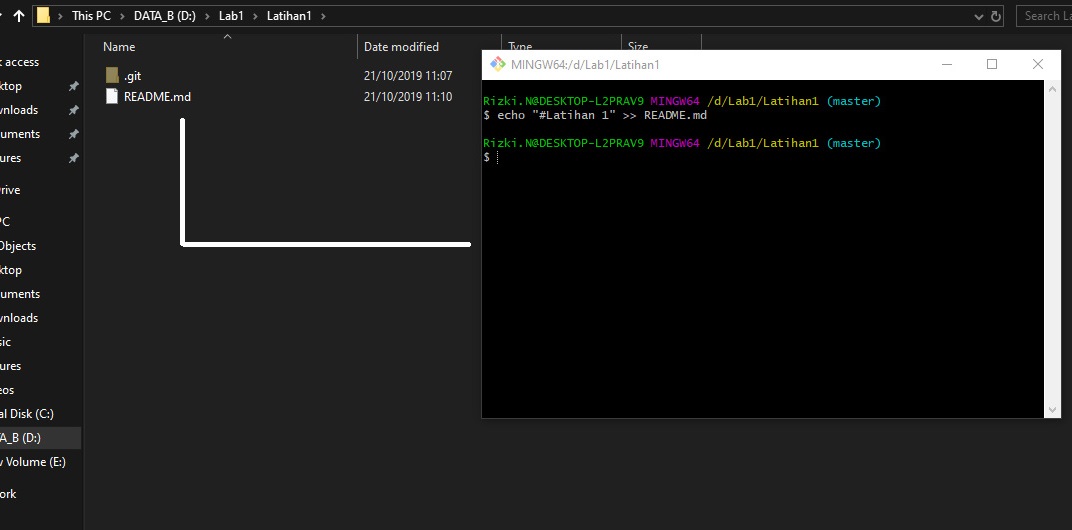 This PC > DATA_B (D:) > Lab1 > Latihan1 >
Search La
Name
Date modified
Type
Size
.git
21/10/2019 11:07
README.md
21/10/2019 11:10
k access
ktop
wnloads
uments
ures
rive
PC
Objects
ktop
uments
wnloads
sic
ures
eos
al Disk (C:)
TA_B (D:)
w Volume (E:)
ork
MINGW64:/d/Lab1/Latihan1
Rizki.N@DESKTOP-L2PRAV9 MINGW64 /d/Lab1/Latihan1 (master)
$ echo "#Latihan 1" >> README.md
Rizki.N@DESKTOP-L2PRAV9 MINGW64 /d/Lab1/Latihan1 (master)
$